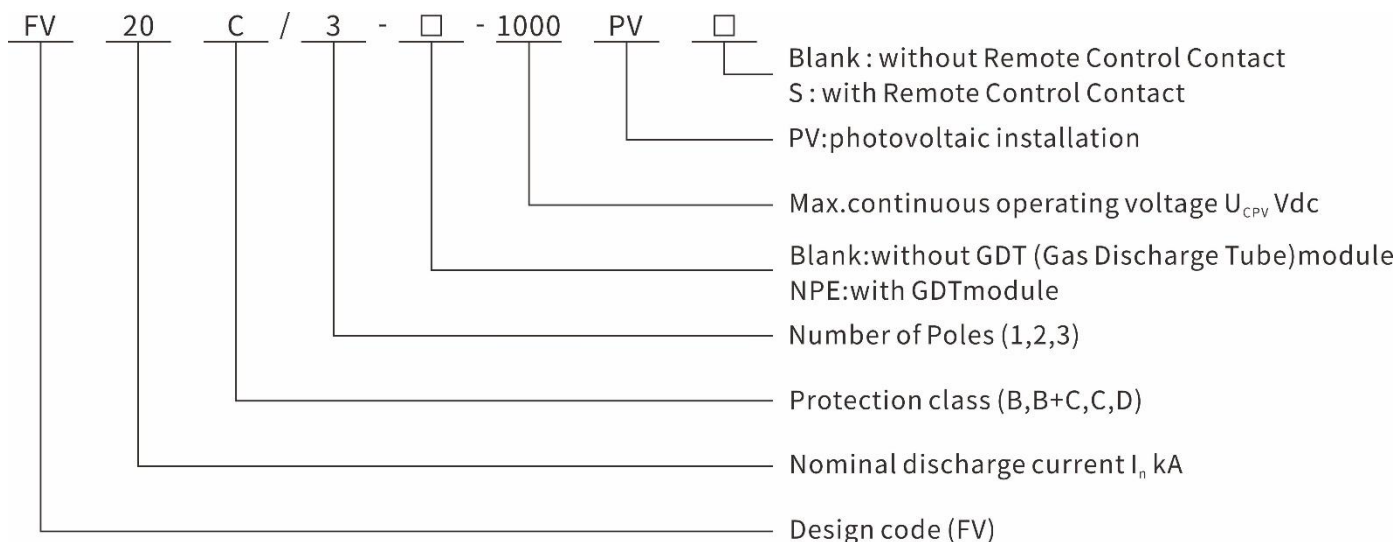 FV 20 C / 3 - □ - 1000 PV □
Blank : without Remote Control Contact
S : with Remote Control Contact
PV:photovoltaic installation
Max.continuous operating voltage U_CPV Vdc
Blank:without GDT (Gas Discharge Tube)module
NPE:with GDTmodule
Number of Poles (1,2,3)
Protection class (B,B+C,C,D)
Nominal discharge current I_n kA
Design code (FV)